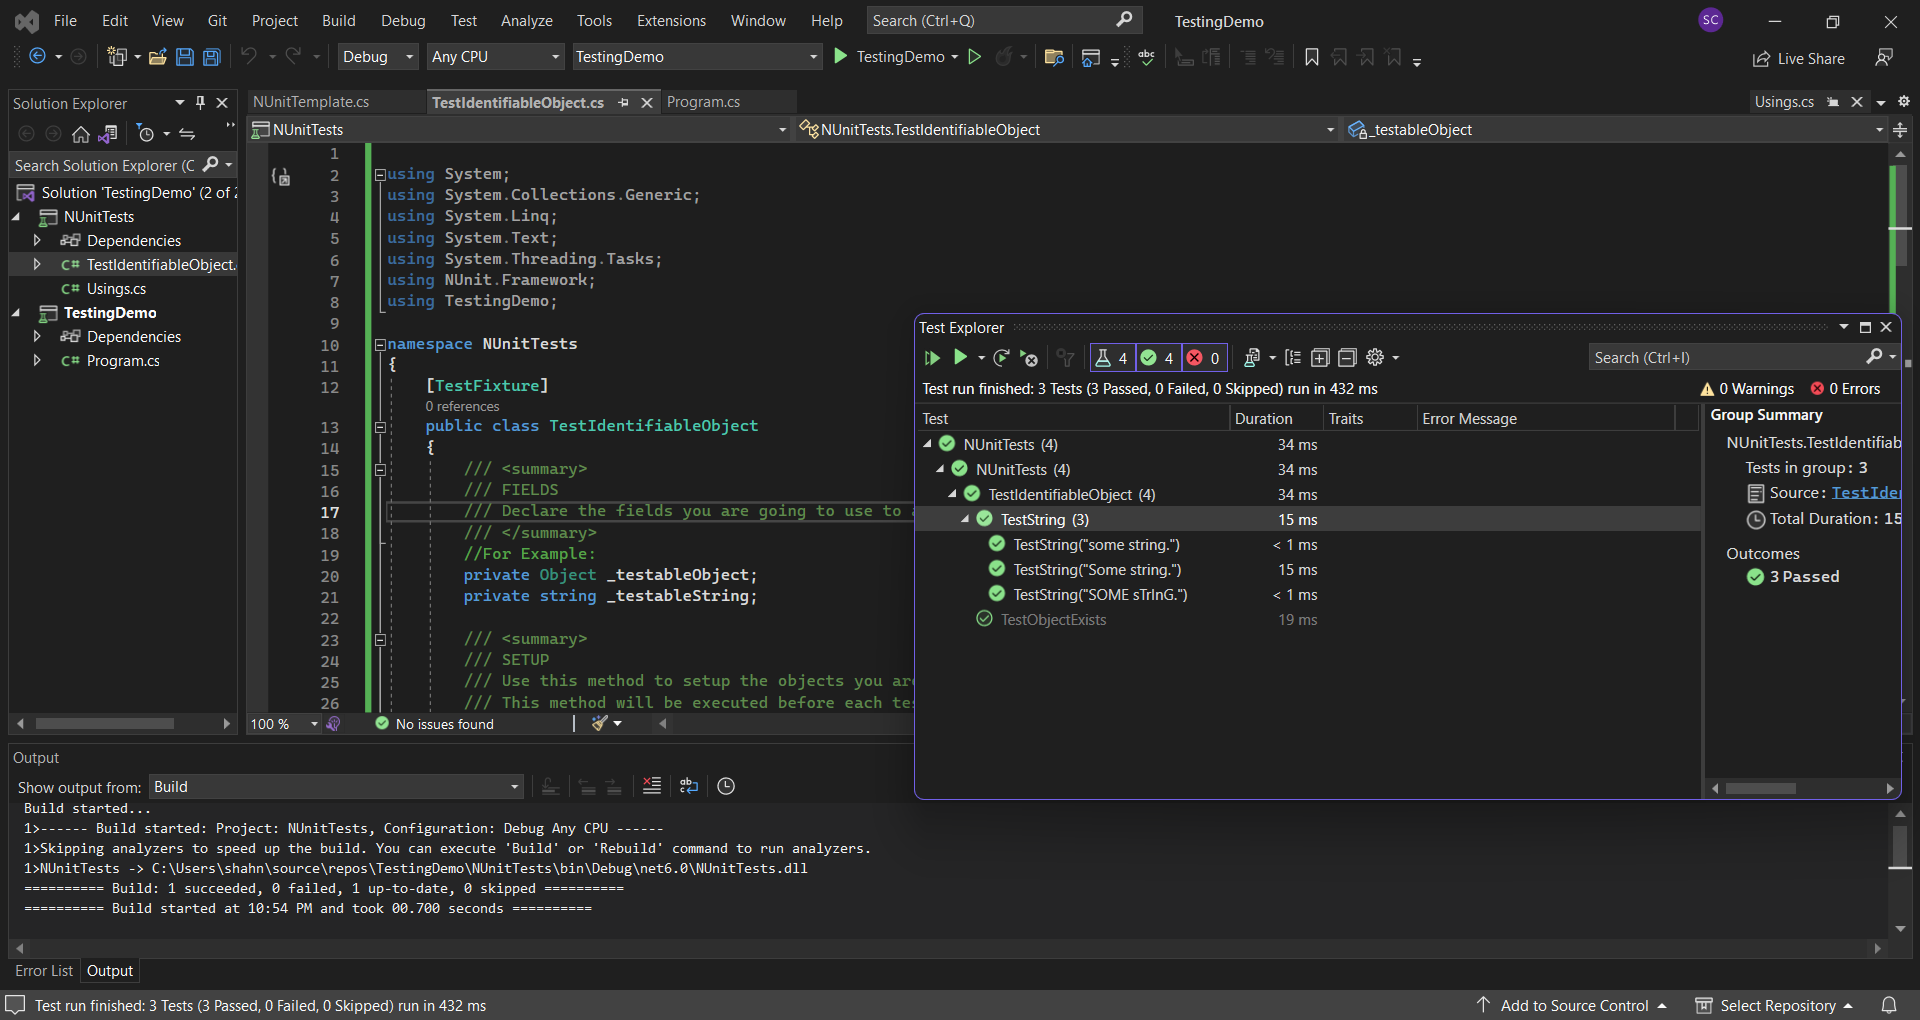 File Edit View Git Project Build Debug Test Analyze Tools Extensions Window Help Search (Ctrl+Q) TestingDemo SC
Debug Any CPU TestingDemo TestingDemo Live Share
Solution Explorer
Search Solution Explorer (C
Solution 'TestingDemo' (2 of 2
NUnitTests
Dependencies
C# TestIdentifiableObject.
C# Usings.cs
TestingDemo
Dependencies
C# Program.cs
NUnitTemplate.cs TestIdentifiableObject.cs Program.cs Usings.cs
NUnitTests NUnitTests.TestIdentifiableObject _testableObject
1
2 using System;
3 using System.Collections.Generic;
4 using System.Linq;
5 using System.Text;
6 using System.Threading.Tasks;
7 using NUnit.Framework;
8 using TestingDemo;
9
10 namespace NUnitTests
11 {
12 [TestFixture]
0 references
13 public class TestIdentifiableObject
14 {
15 /// <summary>
16 /// FIELDS
17 /// Declare the fields you are going to use to
18 /// </summary>
19 //For Example:
20 private Object _testableObject;
21 private string _testableString;
22
23 /// <summary>
24 /// SETUP
25 /// Use this method to setup the objects you are
26 /// This method will be executed before each tes
100 % No issues found
Test Explorer
4 4 0 Search (Ctrl+I)
Test run finished: 3 Tests (3 Passed, 0 Failed, 0 Skipped) run in 432 ms 0 Warnings 0 Errors
Test Duration Traits Error Message
NUnitTests (4) 34 ms
NUnitTests (4) 34 ms
TestIdentifiableObject (4) 34 ms
TestString (3) 15 ms
TestString("some string.") < 1 ms
TestString("Some string.") 15 ms
TestString("SOME sTrInG.") < 1 ms
TestObjectExists 19 ms
Group Summary
NUnitTests.TestIdentifiab
Tests in group: 3
Source: TestIden
Total Duration: 15
Outcomes
3 Passed
Output
Show output from: Build
Build started...
1>------ Build started: Project: NUnitTests, Configuration: Debug Any CPU ------
1>Skipping analyzers to speed up the build. You can execute 'Build' or 'Rebuild' command to run analyzers.
1>NUnitTests -> C:\Users\shahn\source\repos\TestingDemo\NUnitTests\bin\Debug\net6.0\NUnitTests.dll
========== Build: 1 succeeded, 0 failed, 1 up-to-date, 0 skipped ==========
========== Build started at 10:54 PM and took 00.700 seconds ==========
Error List Output
Test run finished: 3 Tests (3 Passed, 0 Failed, 0 Skipped) run in 432 ms Add to Source Control Select Repository